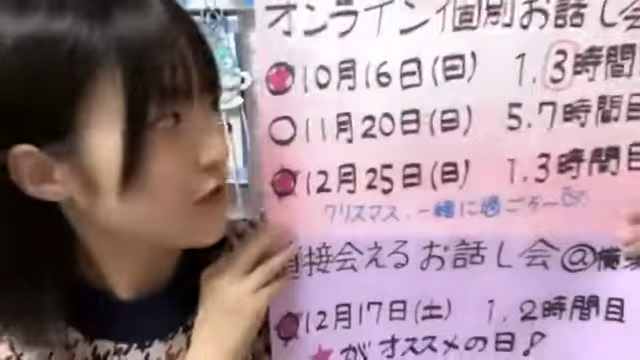 オンライン個別お話し会
10月16日(日) 1.3時間目
11月20日(日) 5.7時間目
12月25日(日) 1.3時間目
クリスマス.一緒に過ごそ〜
直接会えるお話し会@横
12月17日(土) 1.2時間目
★がオススメの日!